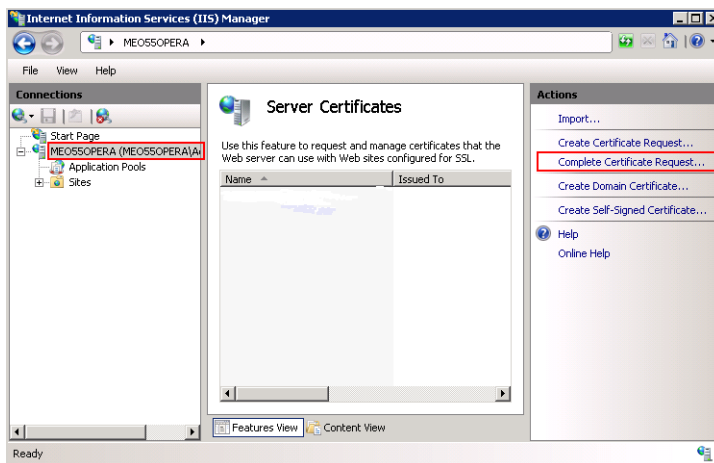 Internet Information Services (IIS) Manager
MEO55OPERA
File View Help
Connections
Start Page
MEO55OPERA (MEO55OPERA\A
Application Pools
Sites
Server Certificates
Use this feature to request and manage certificates that the
Web server can use with Web sites configured for SSL.
Name Issued To
Features View Content View
Actions
Import...
Create Certificate Request...
Complete Certificate Request...
Create Domain Certificate...
Create Self-Signed Certificate...
Help
Online Help
Ready